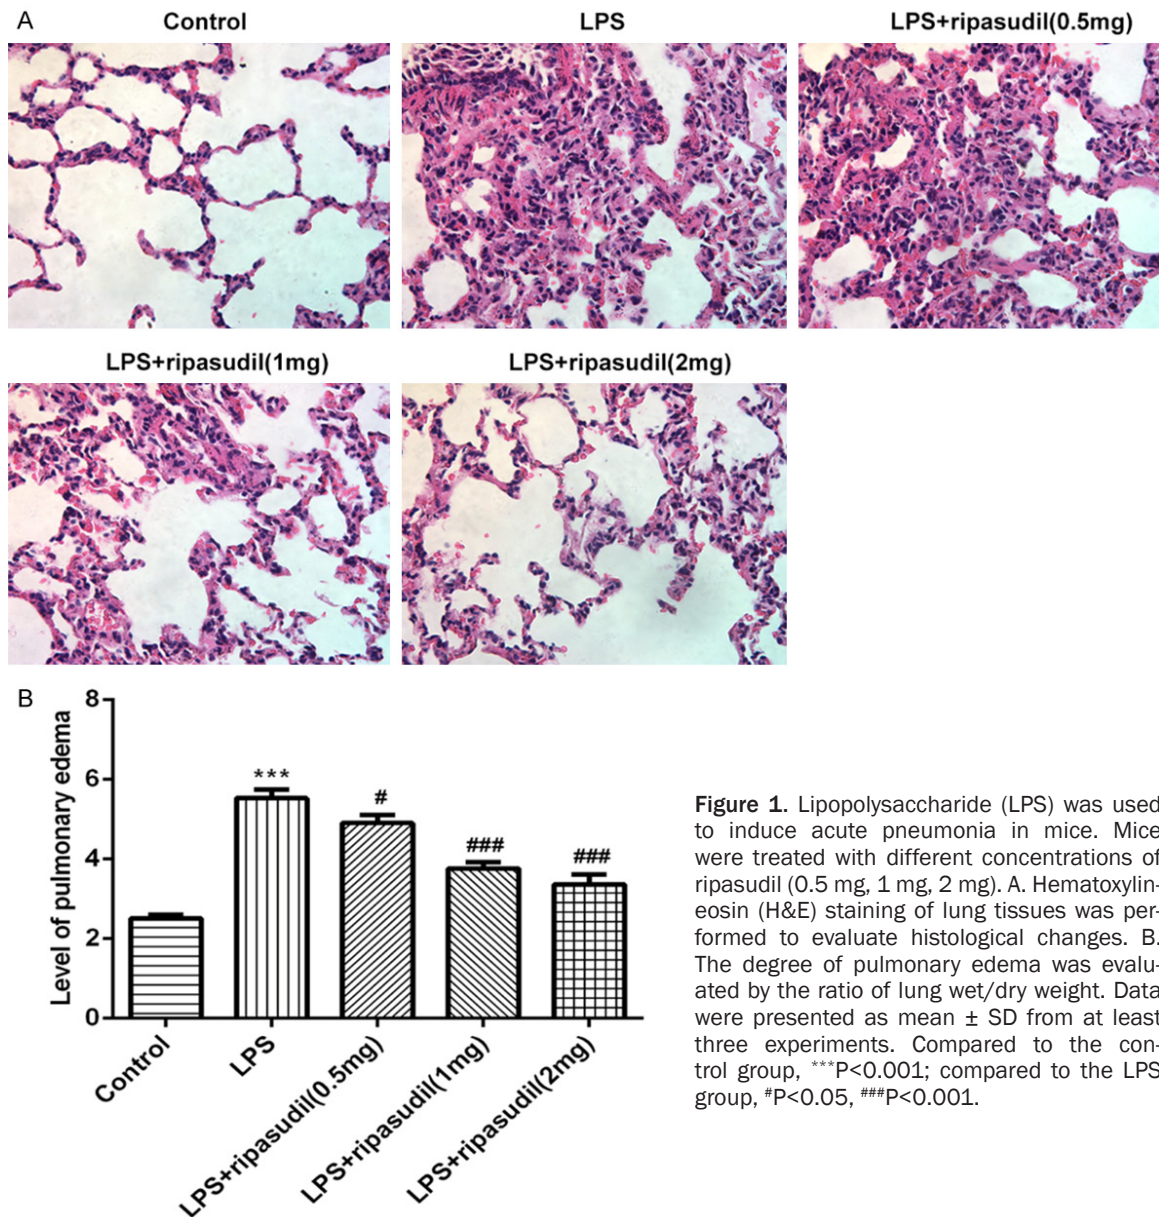 A
Control
LPS
LPS+ripasudil(0.5mg)
LPS+ripasudil(1mg)
LPS+ripasudil(2mg)
B
Level of pulmonary edema
8
6
4
2
0
***
#
###
###
Control
LPS
LPS+ripasudil(0.5mg)
LPS+ripasudil(1mg)
LPS+ripasudil(2mg)
Figure 1. Lipopolysaccharide (LPS) was used
to induce acute pneumonia in mice. Mice
were treated with different concentrations of
ripasudil (0.5 mg, 1 mg, 2 mg). A. Hematoxylin-
eosin (H&E) staining of lung tissues was per-
formed to evaluate histological changes. B.
The degree of pulmonary edema was evalu-
ated by the ratio of lung wet/dry weight. Data
were presented as mean ± SD from at least
three experiments. Compared to the con-
trol group, ***P<0.001; compared to the LPS
group, #P<0.05, ###P<0.001.